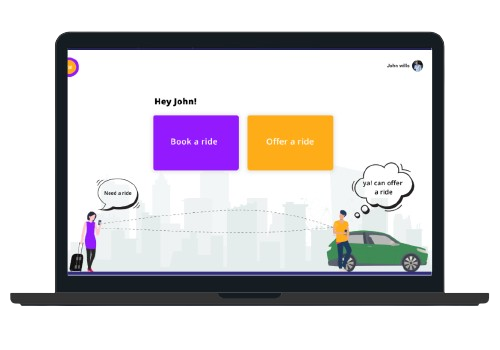 John wills
Hey John!
Book a ride
Offer a ride
Need a ride
ya! can offer
a ride